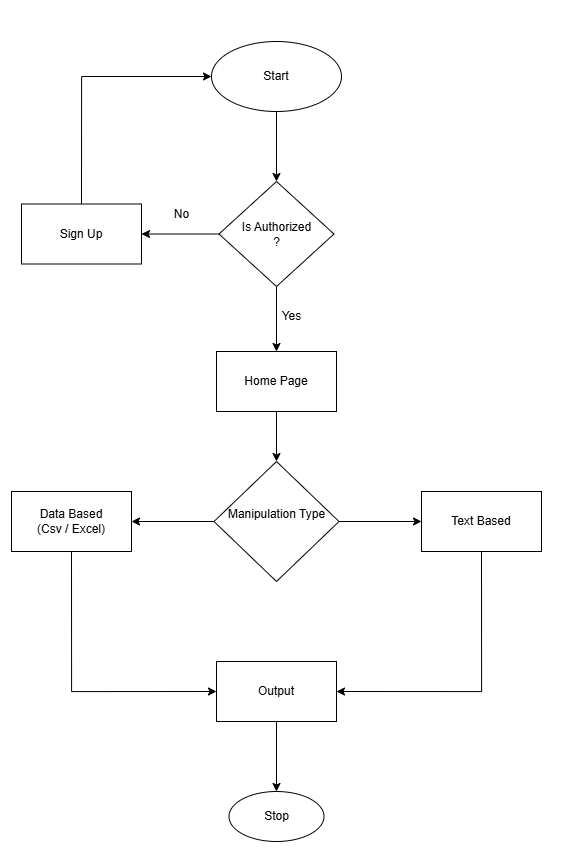 Start
No
Is Authorized
?
Sign Up
Yes
Home Page
Manipulation Type
Data Based
(Csv / Excel)
Text Based
Output
Stop